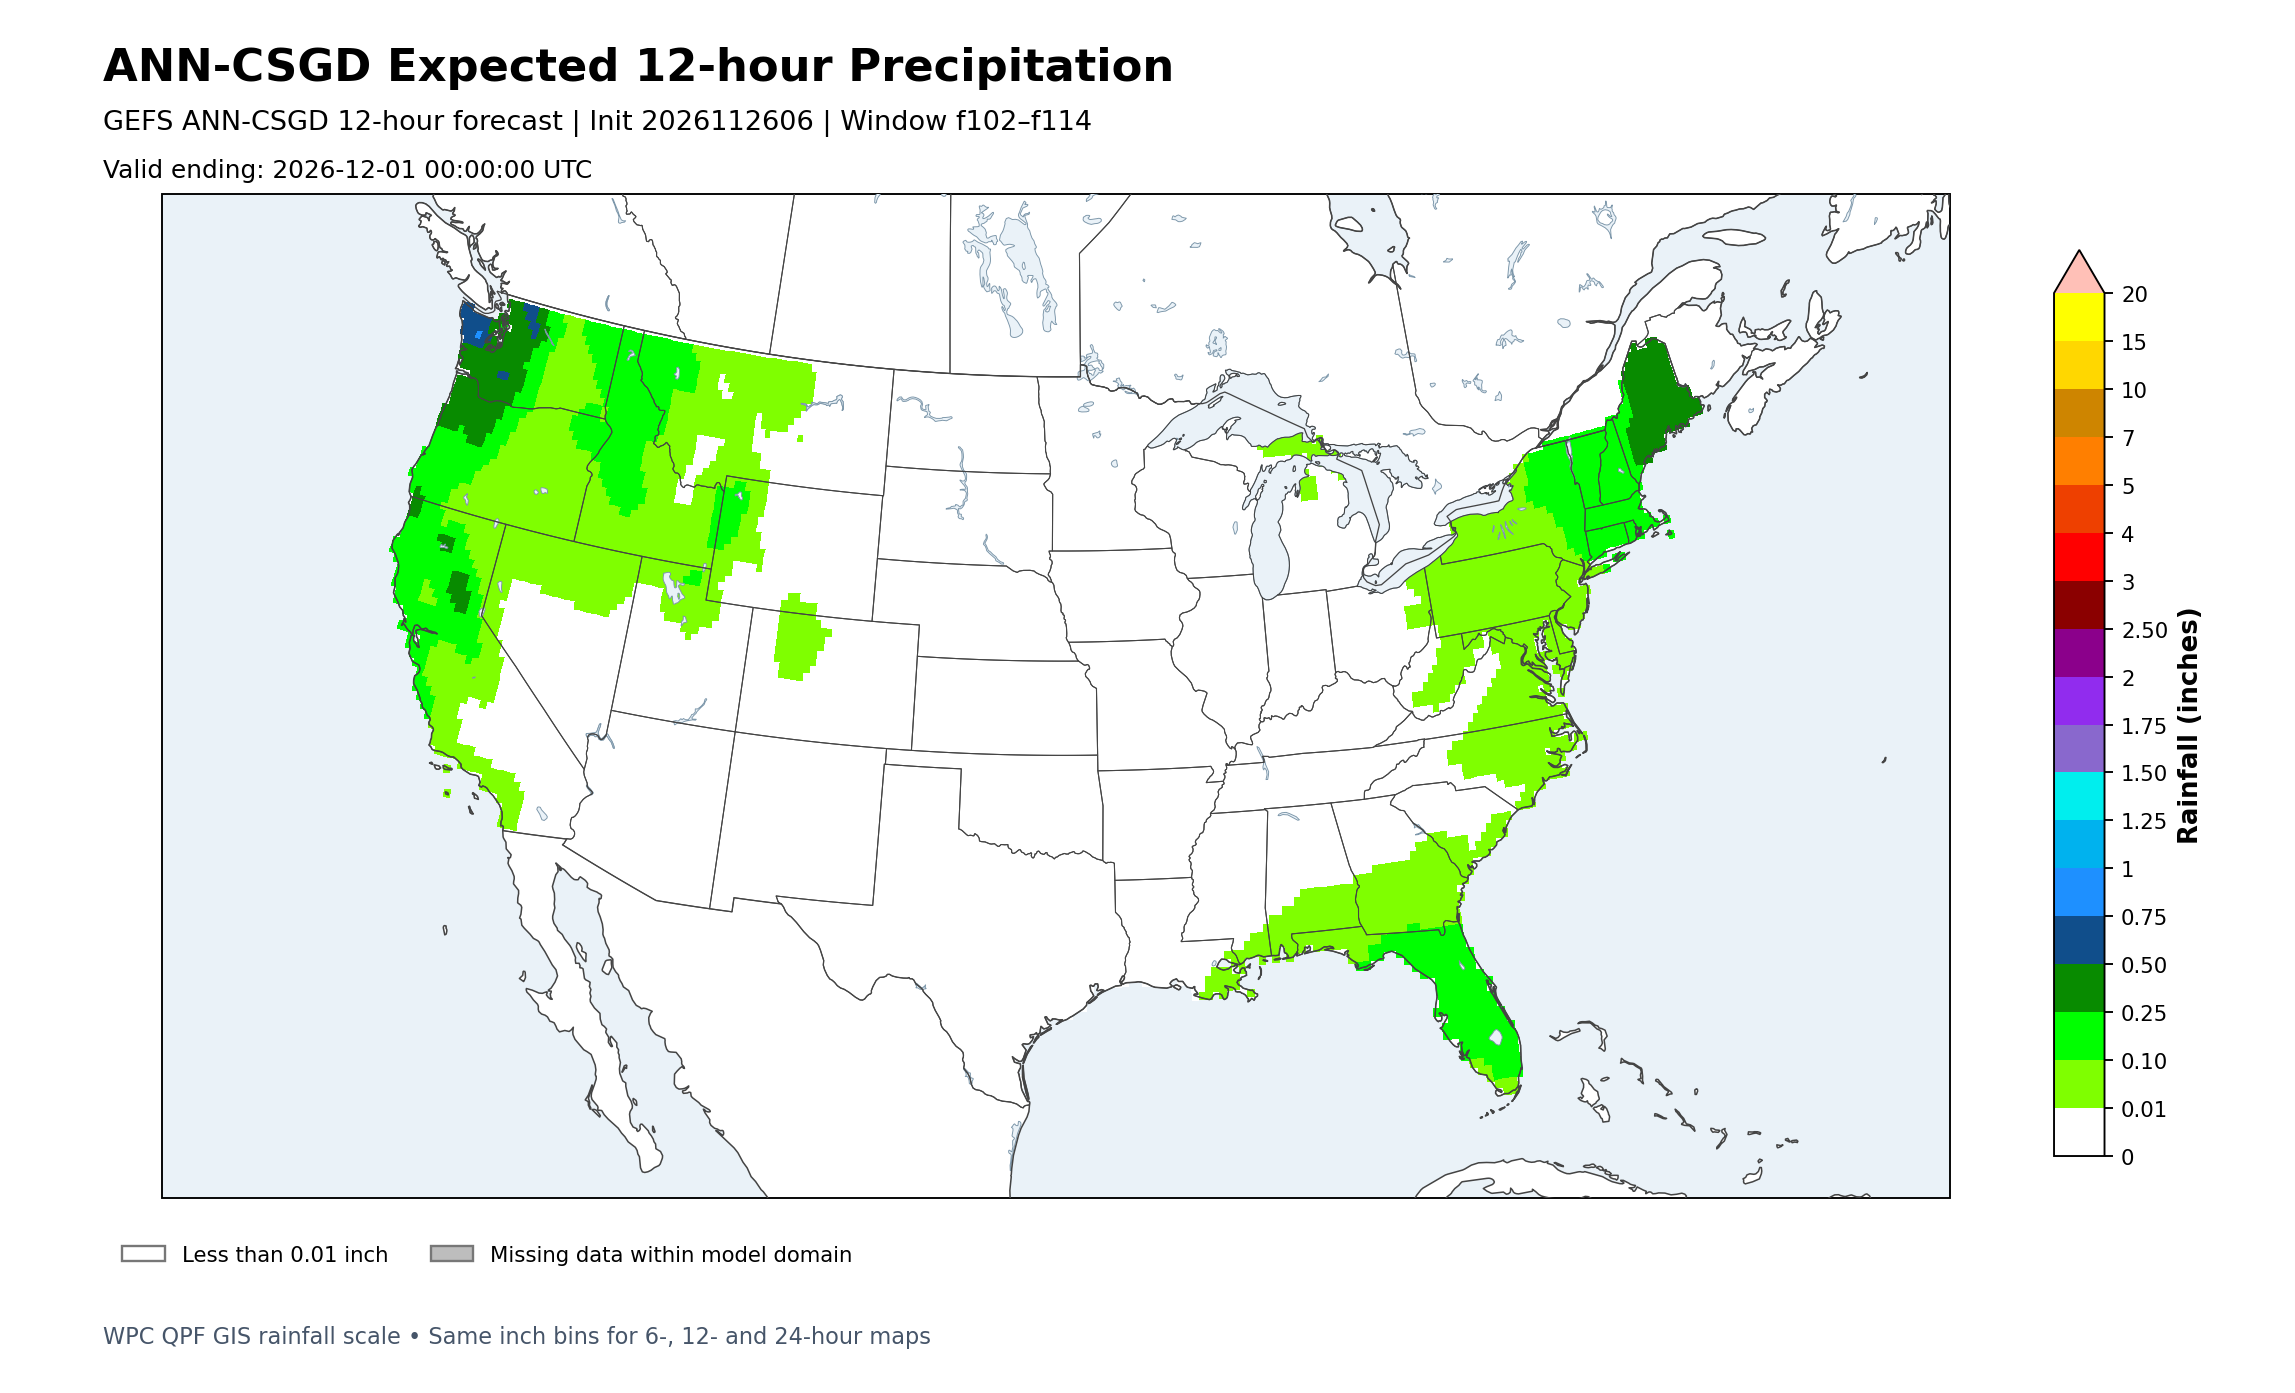 ANN-CSGD Expected 12-hour Precipitation
GEFS ANN-CSGD 12-hour forecast | Init 2026112606 | Window f102–f114
Valid ending: 2026-12-01 00:00:00 UTC
20
15
10
7
5
4
3
2.50
2
1.75
1.50
1.25
1
0.75
0.50
0.25
0.10
0.01
0
Rainfall (inches)
Less than 0.01 inch
Missing data within model domain
WPC QPF GIS rainfall scale • Same inch bins for 6-, 12- and 24-hour maps